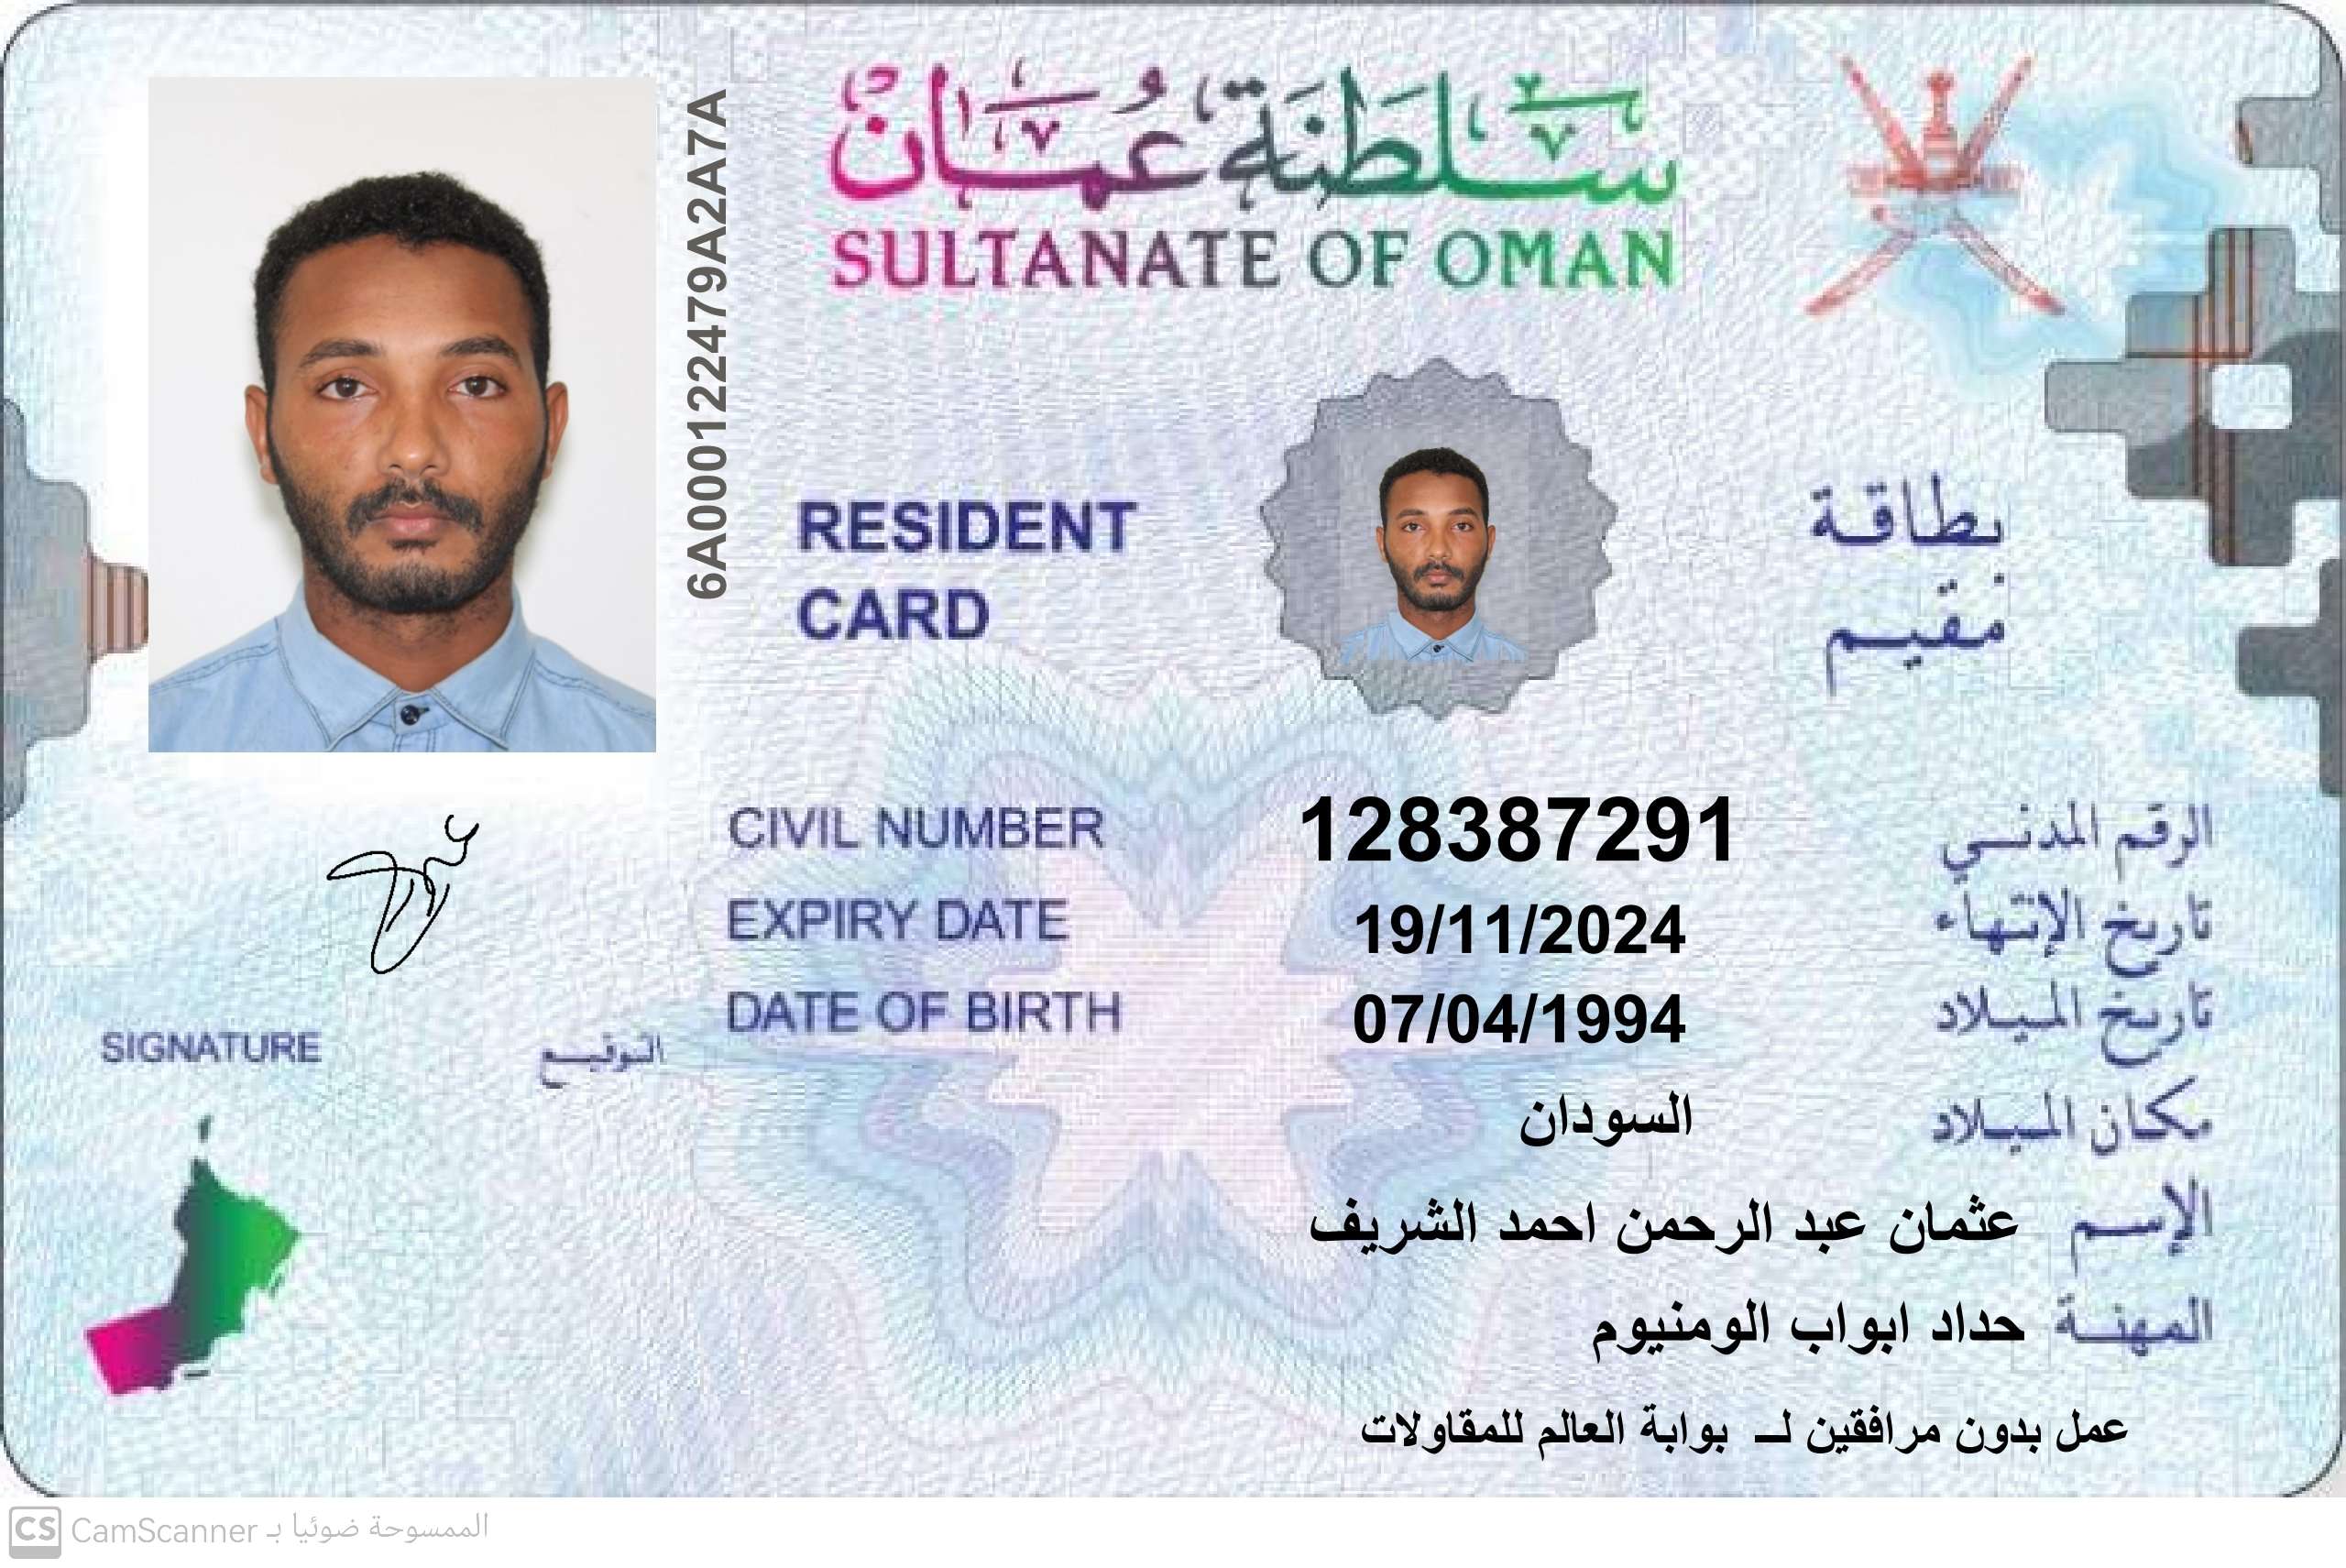 سلطنة عمان
SULTANATE OF OMAN
6A000122479A2A7A
RESIDENT
CARD
بطاقة
مقيم
CIVIL NUMBER 128387291 الرقم المدني
EXPIRY DATE 19/11/2024 تاريخ الإنتهاء
DATE OF BIRTH 07/04/1994 تاريخ الميلاد
SIGNATURE التوقيع
السودان مكان الميلاد
الإسم عثمان عبد الرحمن احمد الشريف
المهنة حداد ابواب الومنيوم
عمل بدون مرافقين لـ بوابة العالم للمقاولات
CS CamScanner الممسوحة ضوئيا بـ